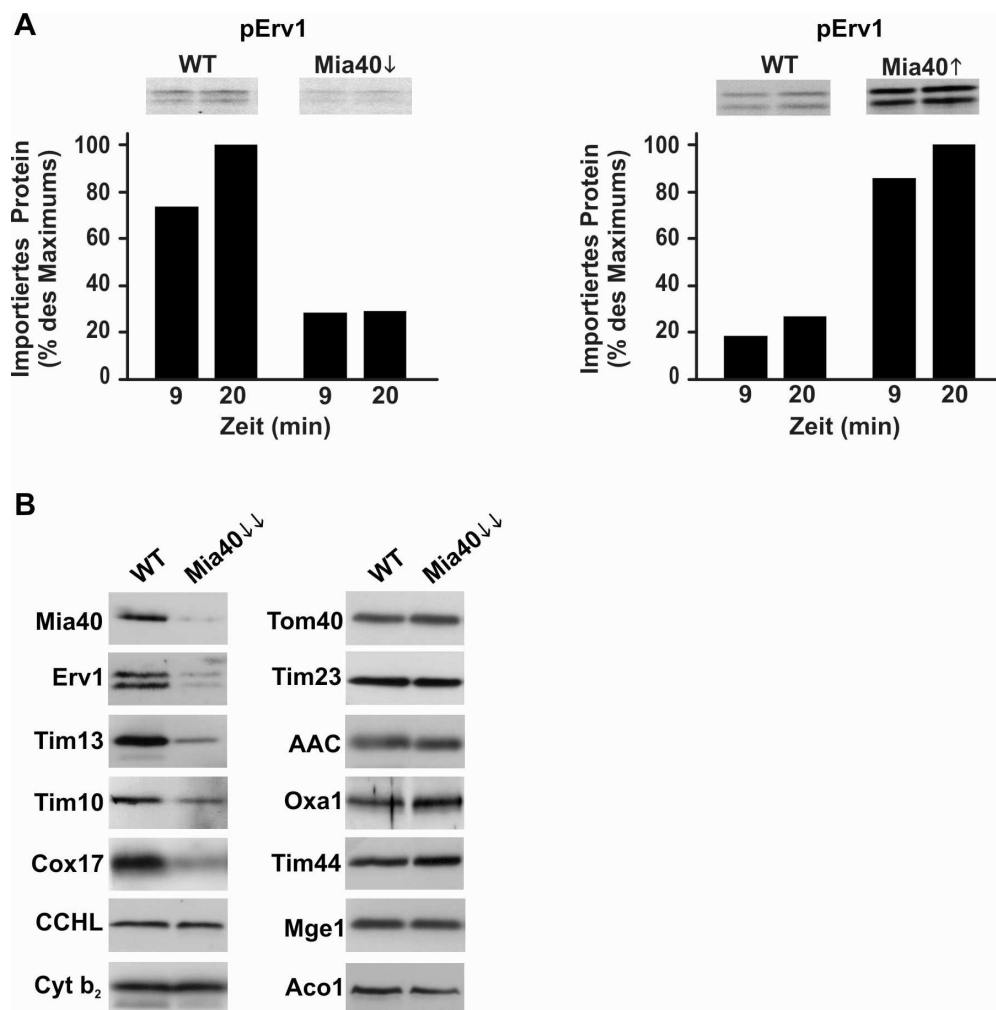 A
pErv1
WT Mia40↓
Importiertes Protein
(% des Maximums)
100
80
60
40
20
0
9 20 9 20
Zeit (min)
pErv1
WT Mia40↑
Importiertes Protein
(% des Maximums)
100
80
60
40
20
0
9 20 9 20
Zeit (min)
B
WT Mia40↓↓
Mia40
Erv1
Tim13
Tim10
Cox17
CCHL
Cyt b₂
WT Mia40↓↓
Tom40
Tim23
AAC
Oxa1
Tim44
Mge1
Aco1